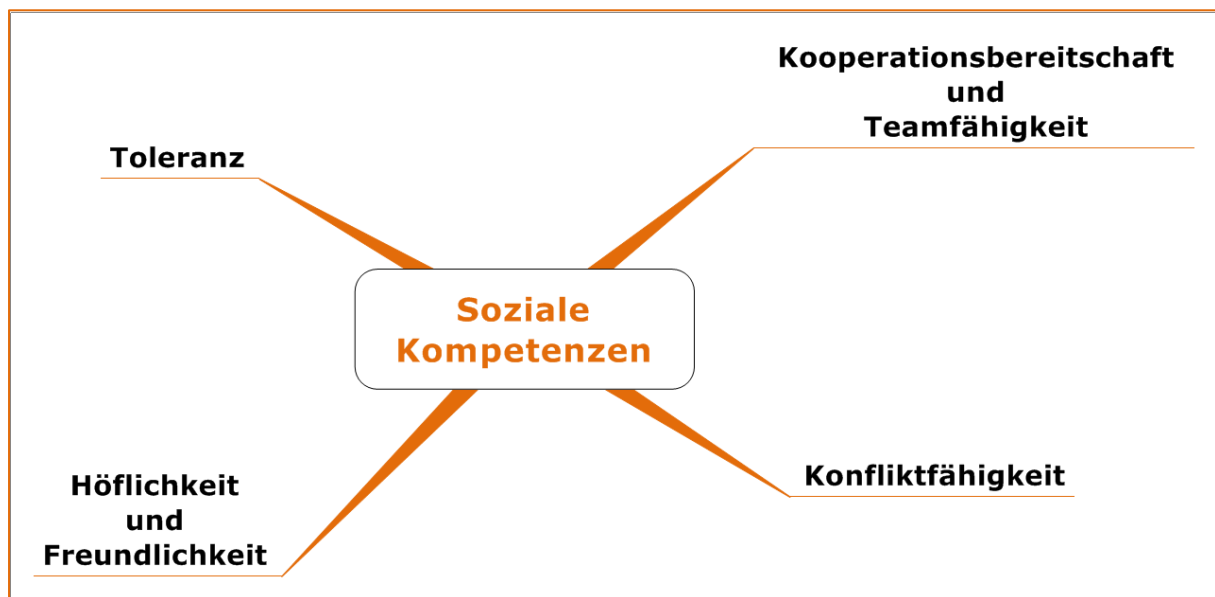 Kooperationsbereitschaft
und
Teamfähigkeit
Toleranz
Soziale
Kompetenzen
Konfliktfähigkeit
Höflichkeit
und
Freundlichkeit